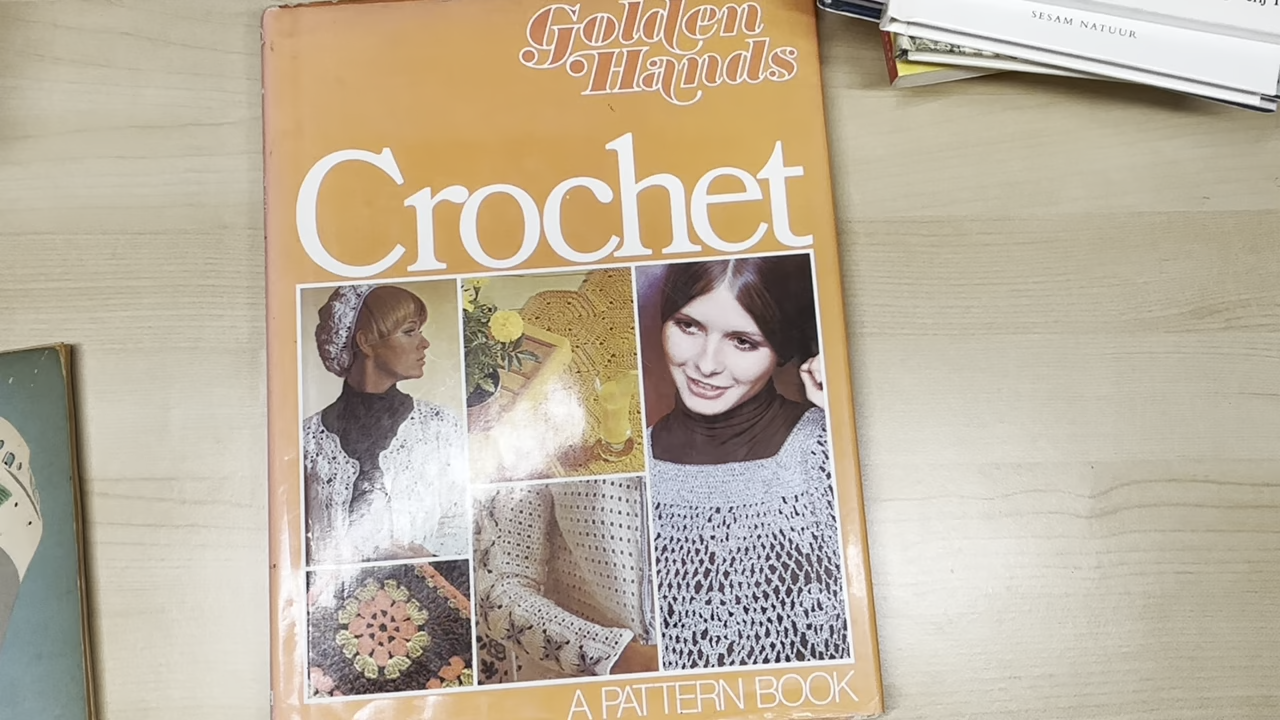 Golden
Hands
Crochet
A PATTERN BOOK
SESAM NATUUR